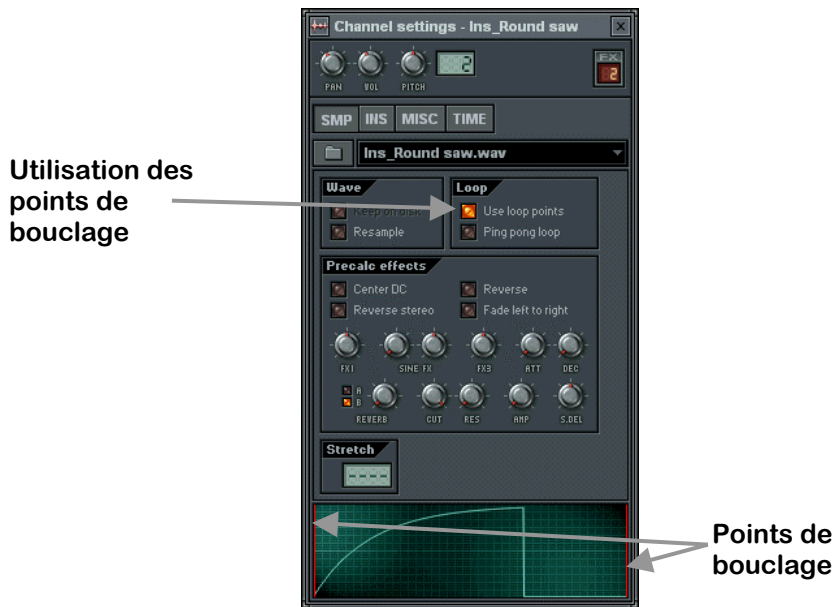 Channel settings - Ins_Round saw
PAN VOL PITCH 2 FX 2
SMP INS MISC TIME
Ins_Round saw.wav
Utilisation des
points de
bouclage
Wave Loop
Keep on disk Use loop points
Resample Ping pong loop
Precalc effects
Center DC Reverse
Reverse stereo Fade left to right
FX1 SINE FX FX3 ATT DEC
A
B
REVERB CUT RES AMP S.DEL
Stretch
----
Points de
bouclage